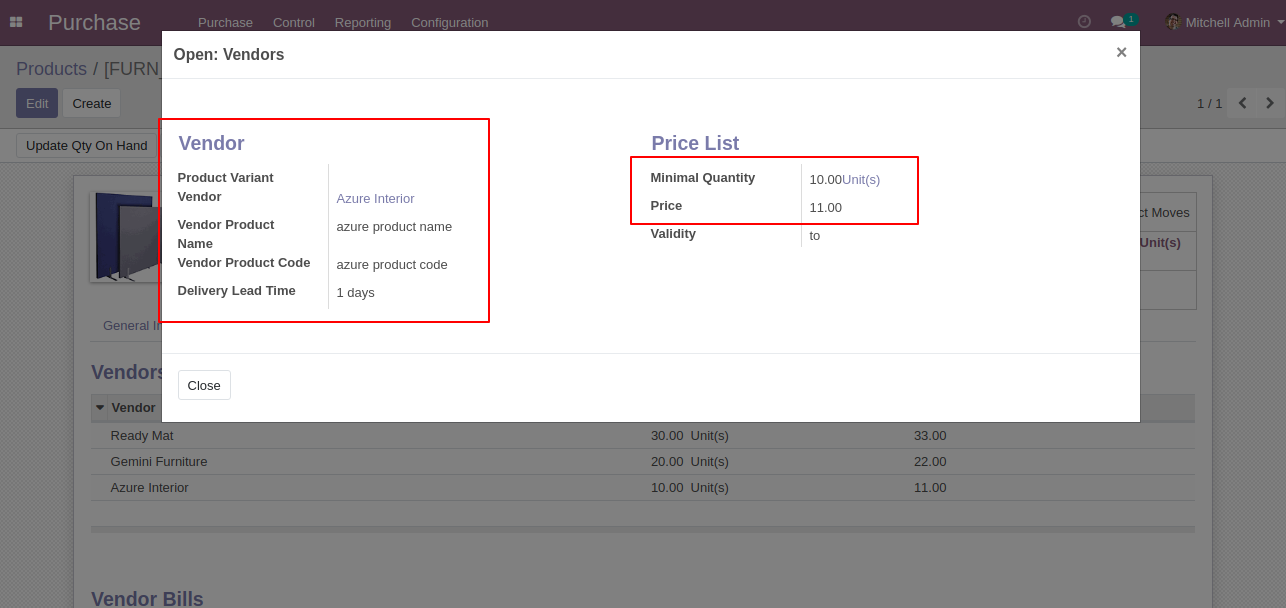 Purchase Purchase Control Reporting Configuration 1 Mitchell Admin
Open: Vendors ×
Products / [FURN_
Edit Create 1 / 1
Update Qty On Hand
Vendor Price List
Product Variant Minimal Quantity 10.00Unit(s)
Vendor Azure Interior
Price 11.00
Vendor Product azure product name
Name
Validity to
Vendor Product Code azure product code
Delivery Lead Time 1 days
ct Moves
Unit(s)
General In
Vendors
Close
Vendor
Ready Mat 30.00 Unit(s) 33.00
Gemini Furniture 20.00 Unit(s) 22.00
Azure Interior 10.00 Unit(s) 11.00
Vendor Bills